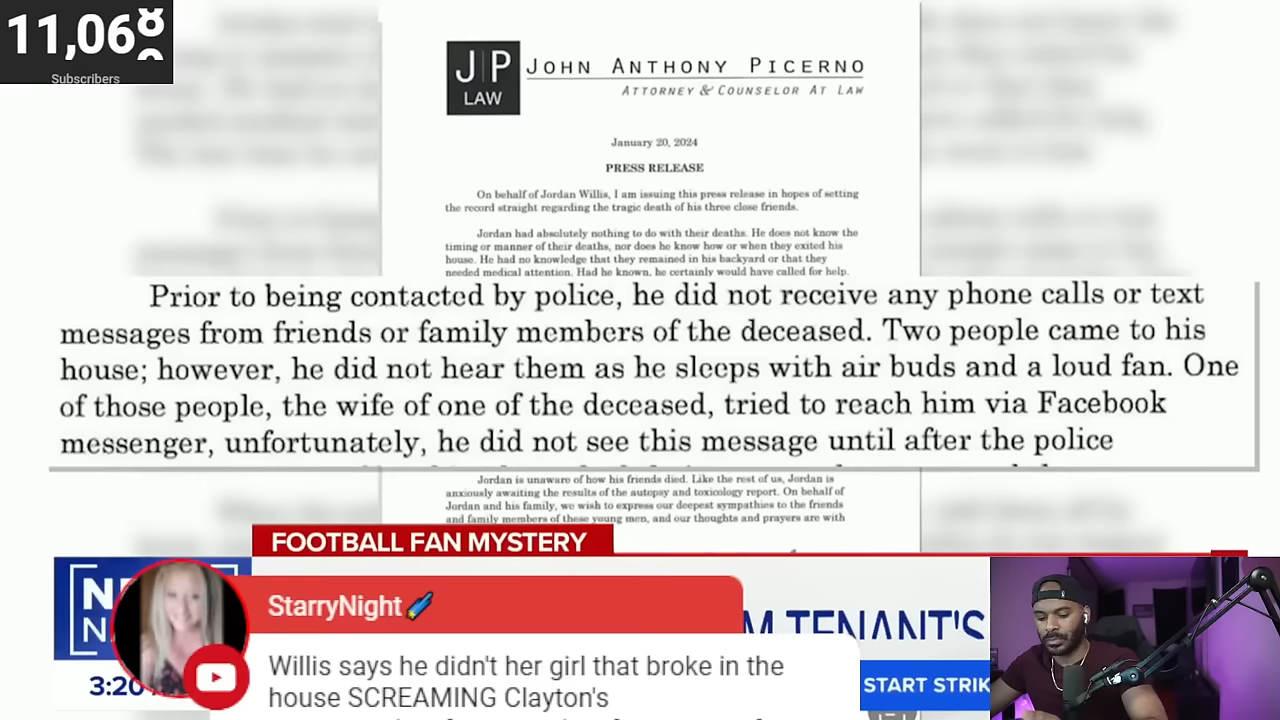 11,068
Subscribers
J|P
LAW
JOHN ANTHONY PICERNO
ATTORNEY & COUNSELOR AT LAW
January 20, 2024
PRESS RELEASE
On behalf of Jordan Willis, I am issuing this press release in hopes of setting
the record straight regarding the tragic death of his three close friends.
Jordan had absolutely nothing to do with their deaths. He does not know the
timing or manner of their deaths, nor does he know how or when they exited his
house. He had no knowledge that they remained in his backyard or that they
needed medical attention. Had he known, he certainly would have called for help.
Prior to being contacted by police, he did not receive any phone calls or text
messages from friends or family members of the deceased. Two people came to his
house; however, he did not hear them as he sleeps with air buds and a loud fan. One
of those people, the wife of one of the deceased, tried to reach him via Facebook
messenger, unfortunately, he did not see this message until after the police
Jordan is unaware of how his friends died. Like the rest of us, Jordan is
anxiously awaiting the results of the autopsy and toxicology report. On behalf of
Jordan and his family, we wish to express our deepest sympathies to the friends
and family members of these young men, and our thoughts and prayers are with
FOOTBALL FAN MYSTERY
StarryNight
TENANT'S
Willis says he didn't her girl that broke in the
house SCREAMING Clayton's
3:20
START STRIK